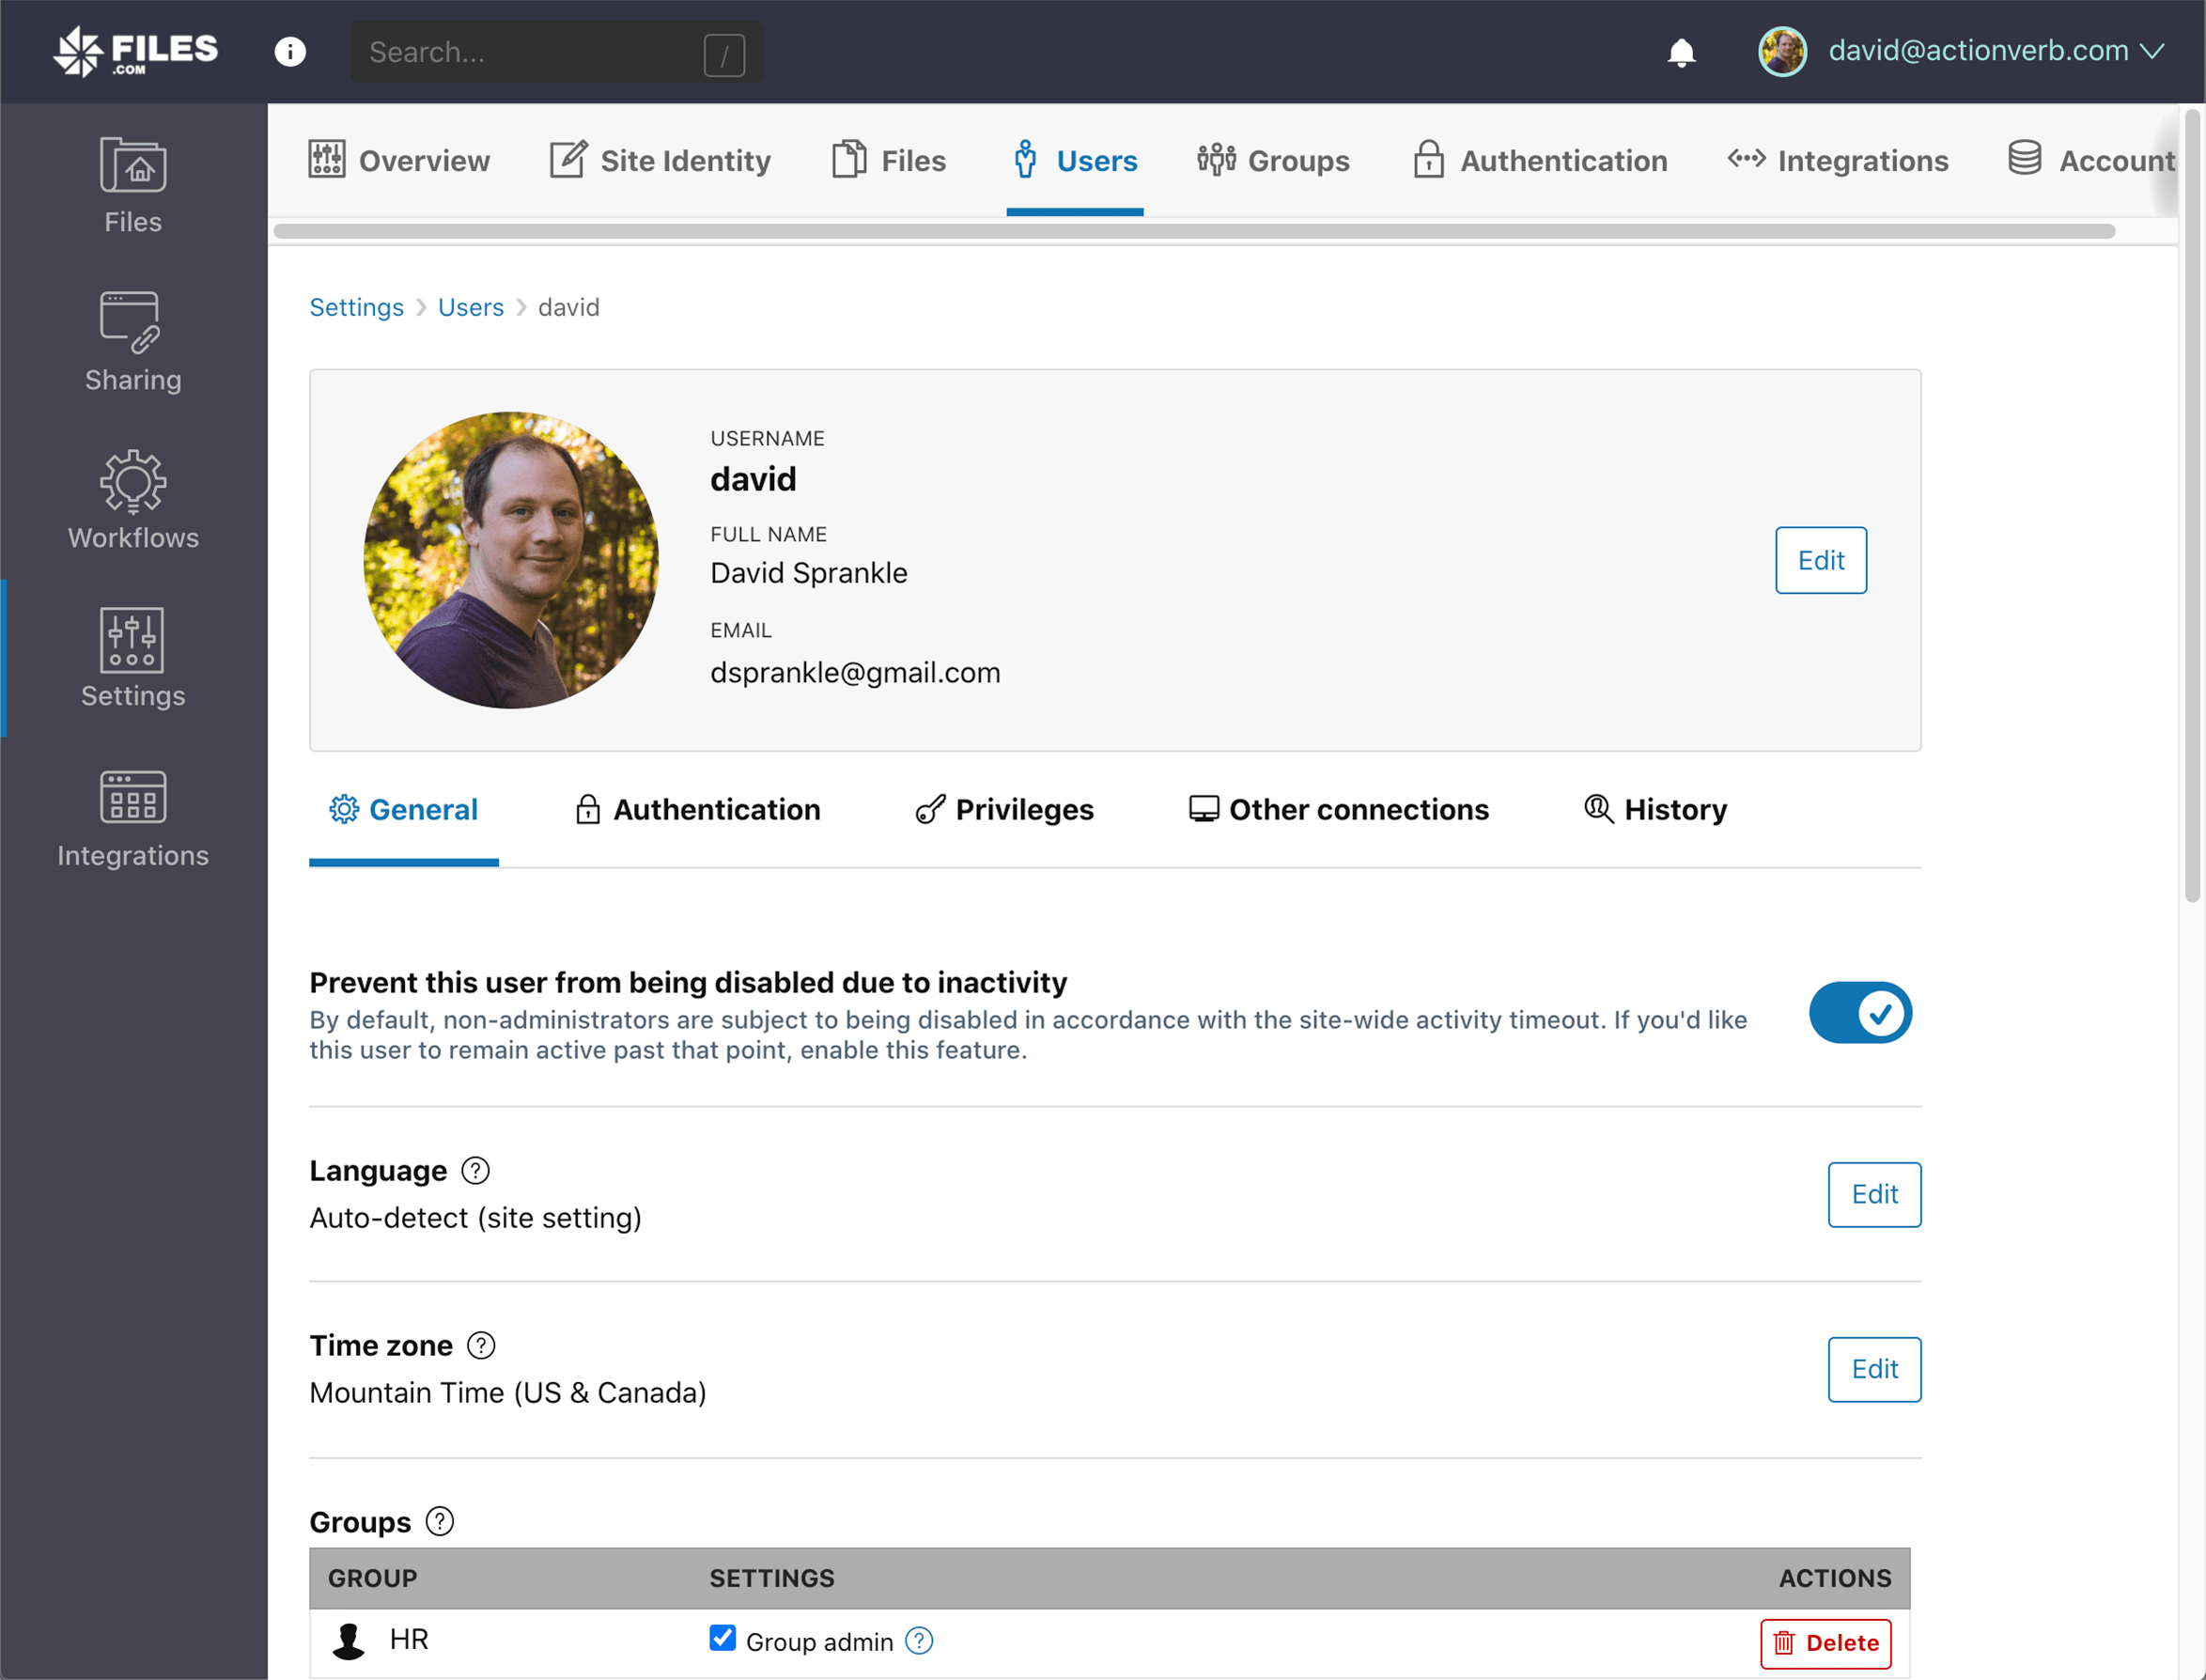 FILES
.COM
i
Search...
/
david@actionverb.com
Files
Sharing
Workflows
Settings
Integrations
Overview
Site Identity
Files
Users
Groups
Authentication
Integrations
Account
Settings > Users > david
USERNAME
david
FULL NAME
David Sprankle
EMAIL
dsprankle@gmail.com
Edit
General
Authentication
Privileges
Other connections
History
Prevent this user from being disabled due to inactivity
By default, non-administrators are subject to being disabled in accordance with the site-wide activity timeout. If you'd like
this user to remain active past that point, enable this feature.
Language ?
Auto-detect (site setting)
Edit
Time zone ?
Mountain Time (US & Canada)
Edit
Groups ?
GROUP SETTINGS ACTIONS
HR Group admin ? Delete